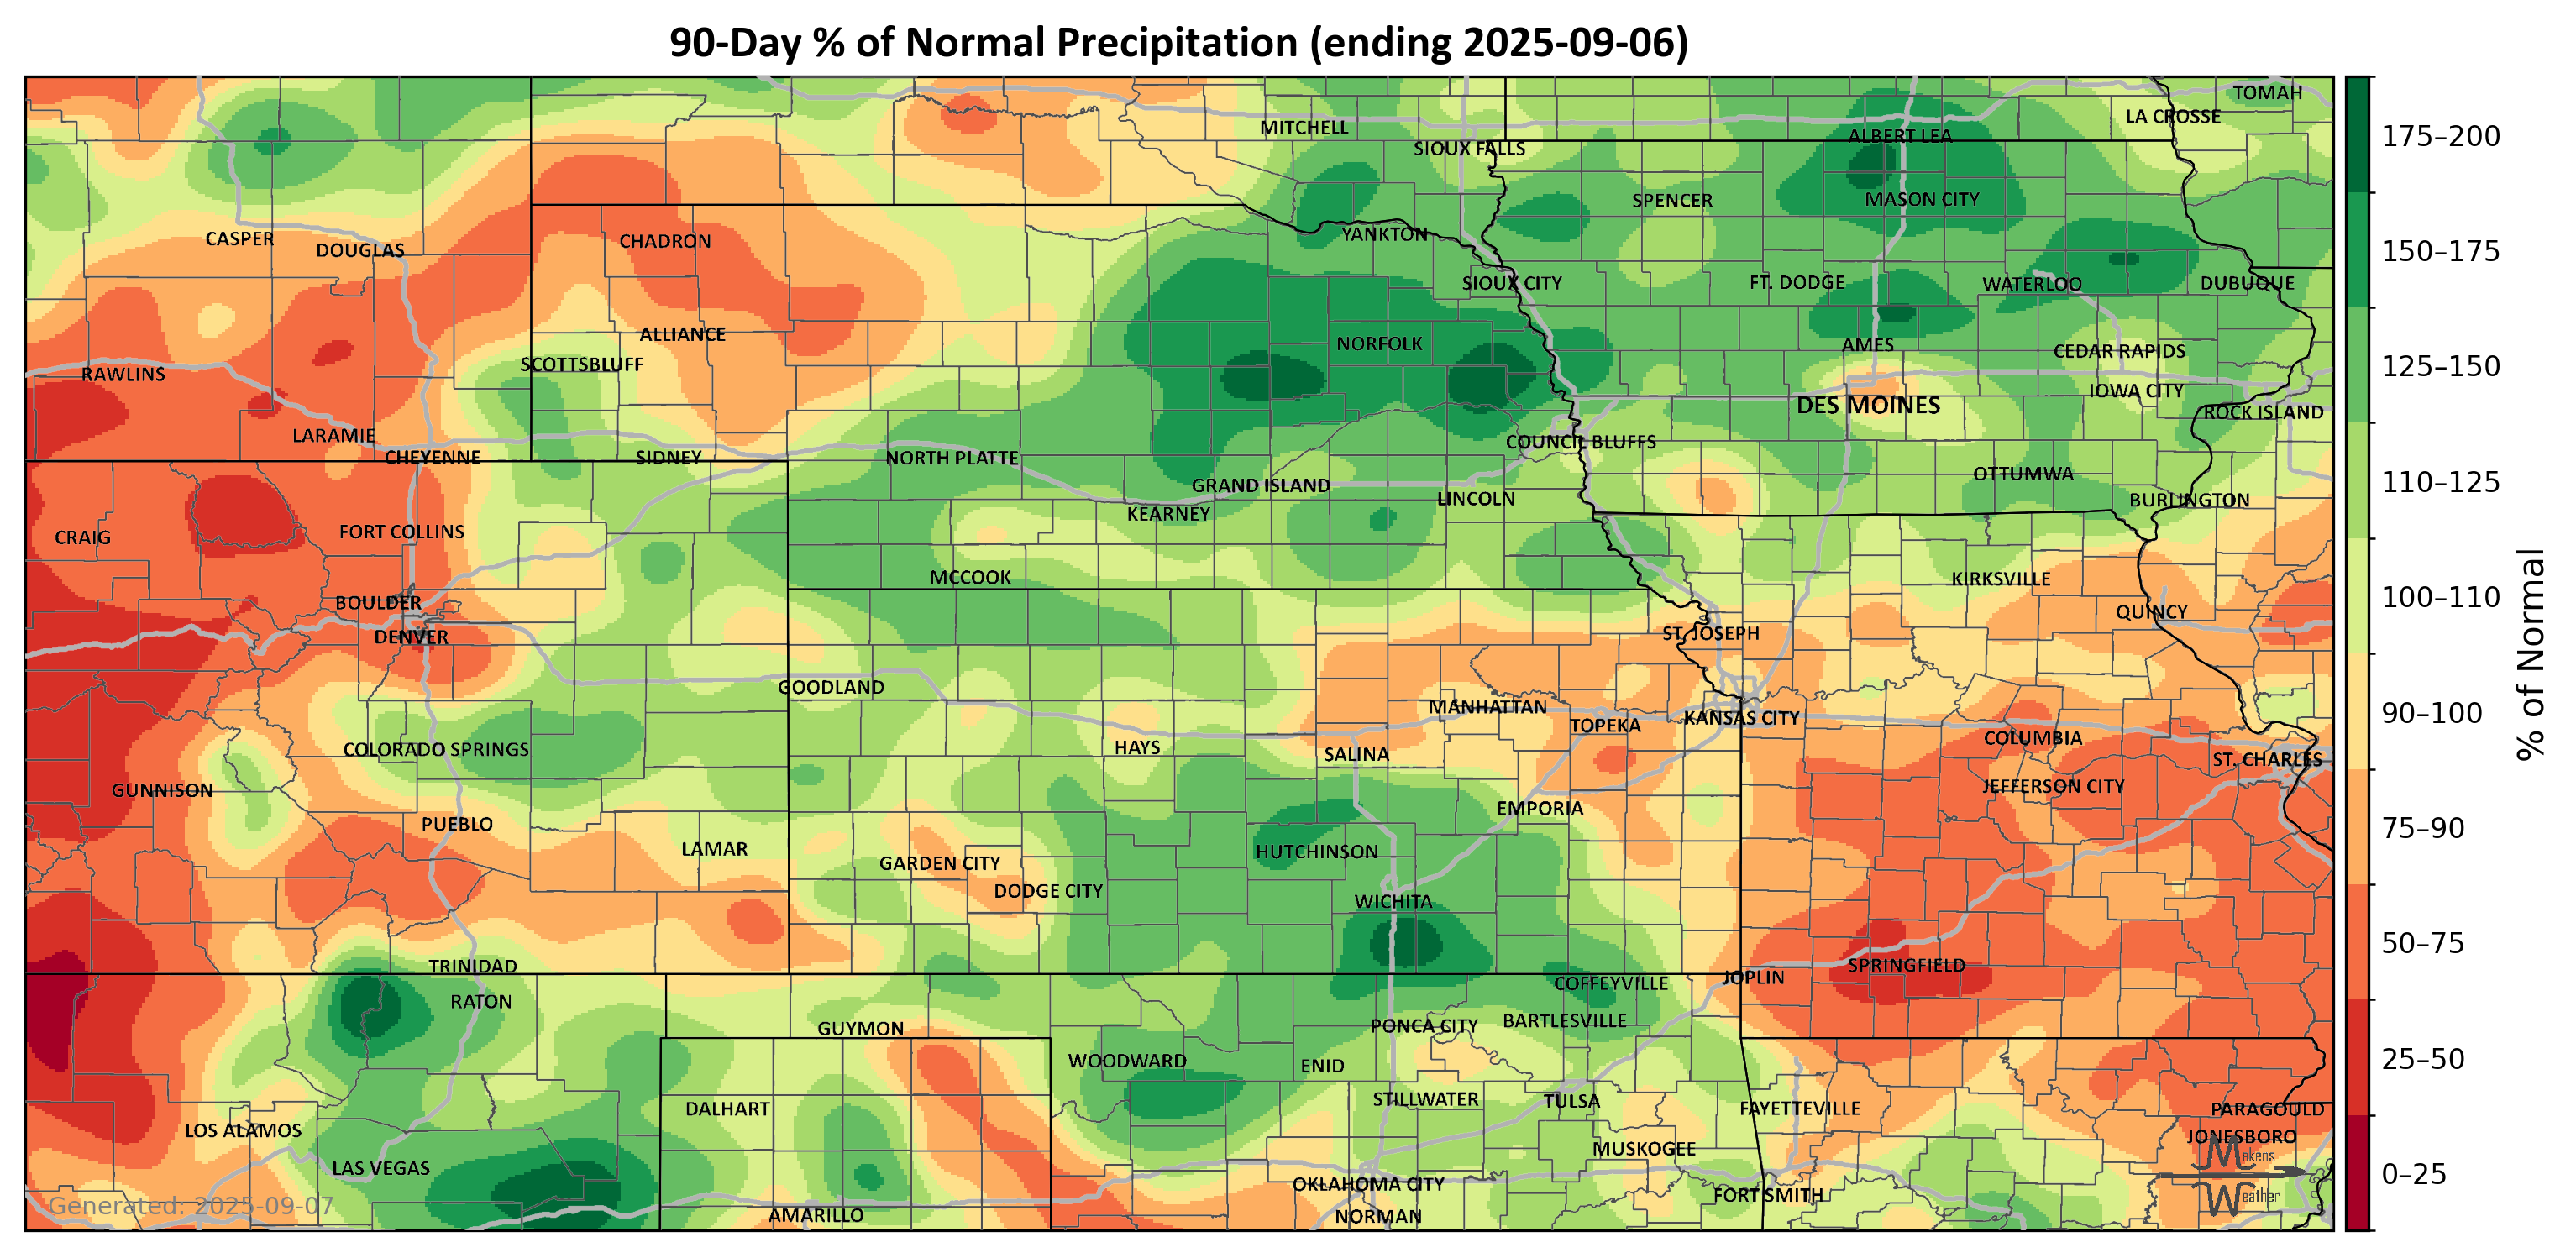 90-Day % of Normal Precipitation (ending 2025-09-06)
TOMAH
LA CROSSE
MITCHELL
ALBERT LEA
SIOUX FALLS
SPENCER
MASON CITY
CASPER
DOUGLAS
CHADRON
YANKTON
SIOUX CITY
FT. DODGE
WATERLOO
DUBUQUE
ALLIANCE
NORFOLK
AMES
CEDAR RAPIDS
SCOTTSBLUFF
RAWLINS
IOWA CITY
DES MOINES
ROCK ISLAND
LARAMIE
COUNCIL BLUFFS
CHEYENNE
SIDNEY
NORTH PLATTE
OTTUMWA
GRAND ISLAND
LINCOLN
BURLINGTON
KEARNEY
CRAIG
FORT COLLINS
MCCOOK
KIRKSVILLE
BOULDER
QUINCY
DENVER
ST. JOSEPH
GOODLAND
MANHATTAN
TOPEKA
KANSAS CITY
COLUMBIA
COLORADO SPRINGS
HAYS
SALINA
ST. CHARLES
GUNNISON
JEFFERSON CITY
EMPORIA
PUEBLO
LAMAR
HUTCHINSON
GARDEN CITY
DODGE CITY
WICHITA
TRINIDAD
SPRINGFIELD
JOPLIN
COFFEYVILLE
RATON
BARTLESVILLE
PONCA CITY
GUYMON
WOODWARD
ENID
STILLWATER
TULSA
DALHART
FAYETTEVILLE
PARAGOULD
LOS ALAMOS
JONESBORO
MUSKOGEE
LAS VEGAS
OKLAHOMA CITY
FORT SMITH
AMARILLO
NORMAN
Generated: 2025-09-07
Makens
Weather
175–200
150–175
125–150
110–125
100–110
90–100
75–90
50–75
25–50
0–25
% of Normal